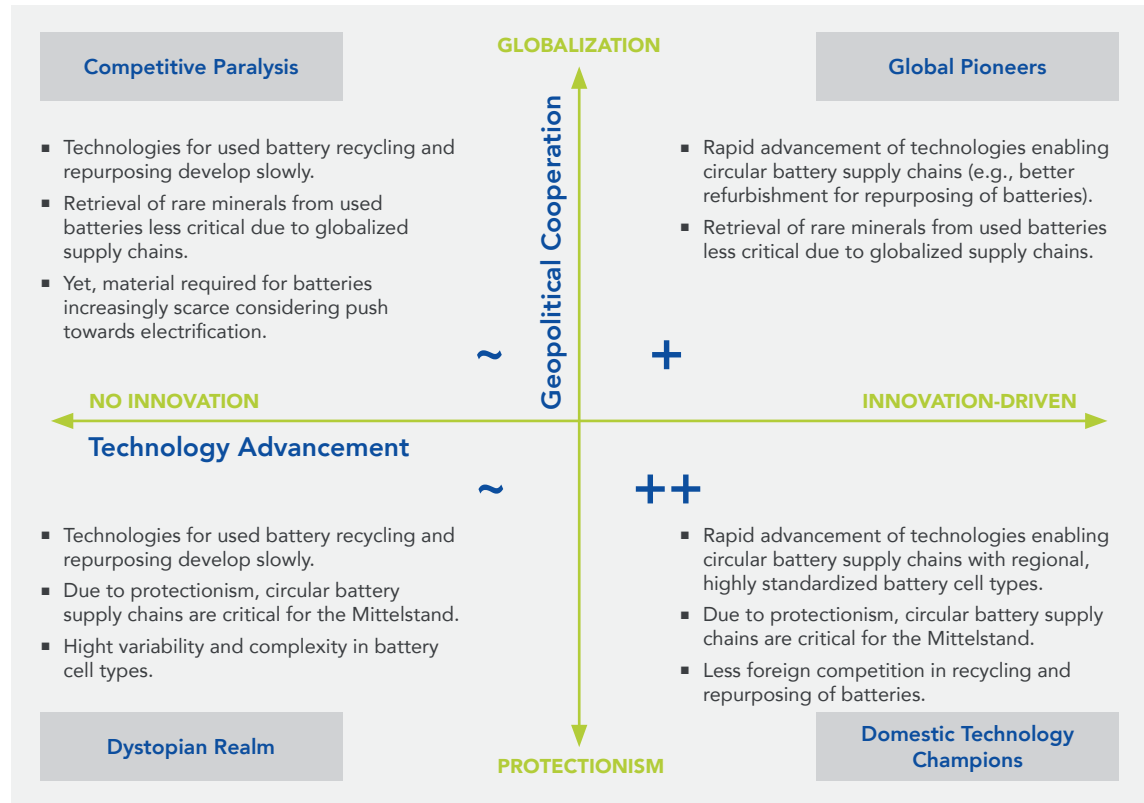 GLOBALIZATION
Competitive Paralysis
Global Pioneers
▪ Technologies for used battery recycling and
repurposing develop slowly.
▪ Retrieval of rare minerals from used
batteries less critical due to globalized
supply chains.
▪ Yet, material required for batteries
increasingly scarce considering push
towards electrification.
Geopolitical Cooperation
▪ Rapid advancement of technologies enabling
circular battery supply chains (e.g., better
refurbishment for repurposing of batteries).
▪ Retrieval of rare minerals from used batteries
less critical due to globalized supply chains.
~
+
NO INNOVATION
INNOVATION-DRIVEN
Technology Advancement
~
++
▪ Technologies for used battery recycling and
repurposing develop slowly.
▪ Due to protectionism, circular battery
supply chains are critical for the Mittelstand.
▪ Hight variability and complexity in battery
cell types.
▪ Rapid advancement of technologies enabling
circular battery supply chains with regional,
highly standardized battery cell types.
▪ Due to protectionism, circular battery supply
chains are critical for the Mittelstand.
▪ Less foreign competition in recycling and
repurposing of batteries.
Dystopian Realm
Domestic Technology
Champions
PROTECTIONISM